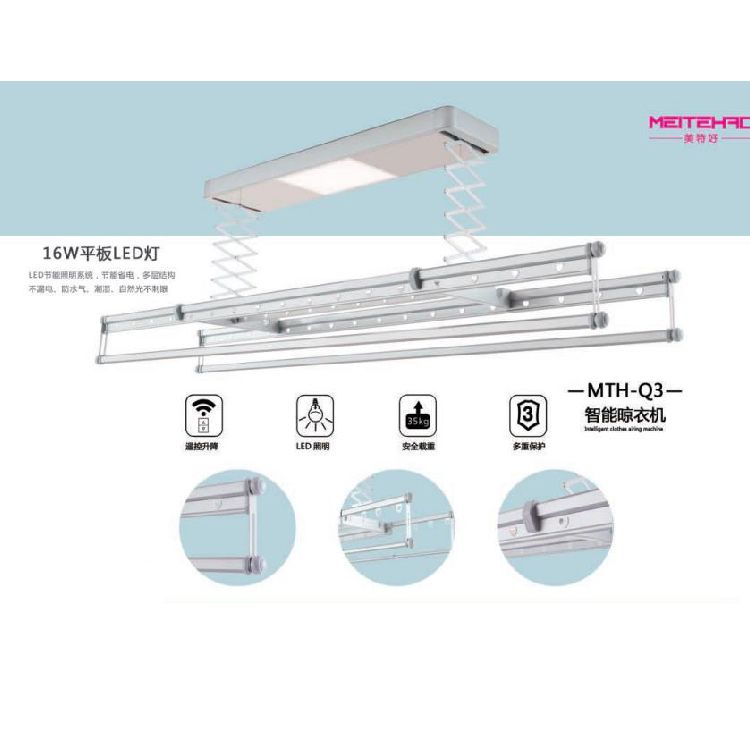 MEITEHAO
美特好
16W平板LED灯
LED节能照明系统，节能省电，多层结构
不漏电、防水气、潮湿、自然光不刺眼
MTH-Q3
智能晾衣机
Intelligent clothes airing machine
35kg
3
遥控升降
LED照明
安全载重
多重保护